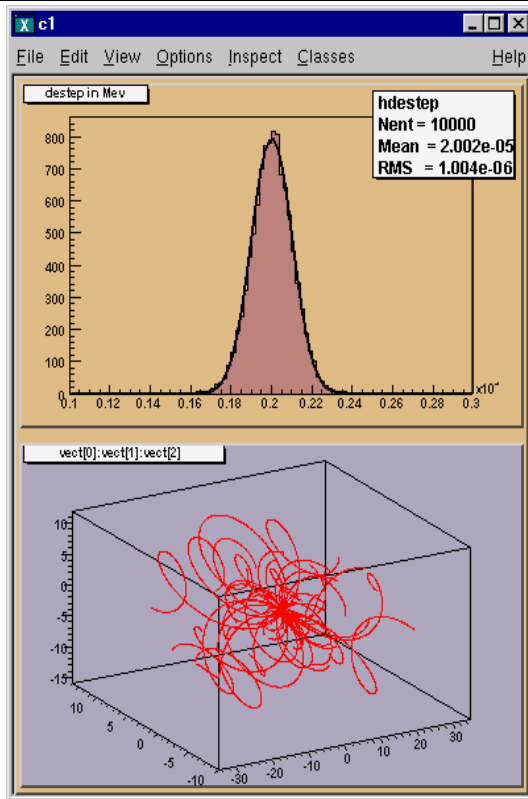 c1
File Edit View Options Inspect Classes Help
destep in Mev
hdestep
Nent = 10000
Mean = 2.002e-05
RMS = 1.004e-06
800
700
600
500
400
300
200
100
0
0.1 0.12 0.14 0.16 0.18 0.2 0.22 0.24 0.26 0.28 0.3
vect[0]:vect[1]:vect[2]
10
5
0
-5
-10
-15
10
5
0
-5
-10
-30 -20 -10 0 10 20 30